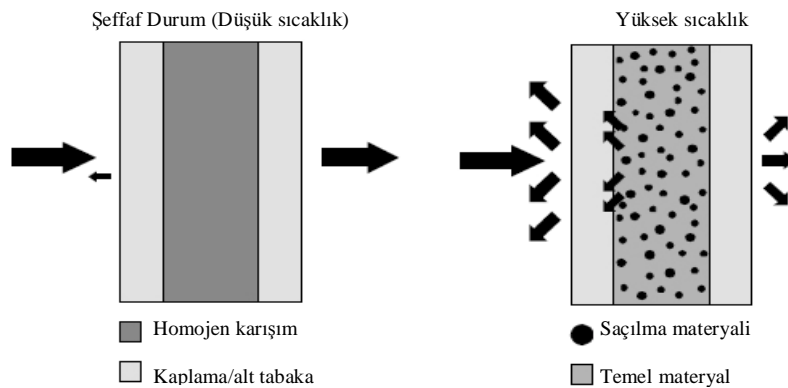 Şeffaf Durum (Düşük sıcaklık)
Yüksek sıcaklık
Homojen karışım
Kaplama/alt tabaka
Saçılma materyali
Temel materyal